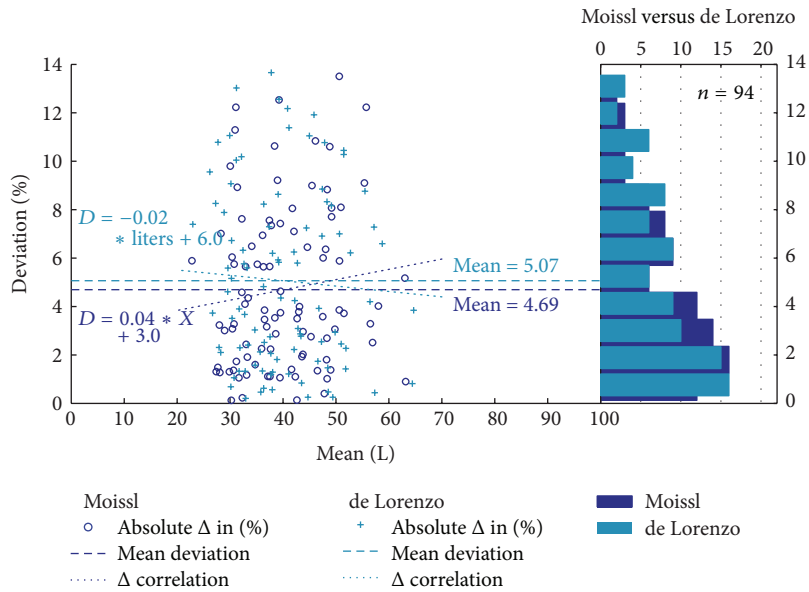 Moissl versus de Lorenzo
0 5 10 15 20
14
12
10
8
6
4
2
0
Deviation (%)
D = −0.02
∗ liters + 6.0
D = 0.04 ∗ X
+ 3.0
Mean = 5.07
Mean = 4.69
n = 94
14
12
10
8
6
4
2
0
0 10 20 30 40 50 60 70 80 90 100
Mean (L)
Moissl
Absolute Δ in (%)
Mean deviation
Δ correlation
de Lorenzo
Absolute Δ in (%)
Mean deviation
Δ correlation
Moissl
de Lorenzo